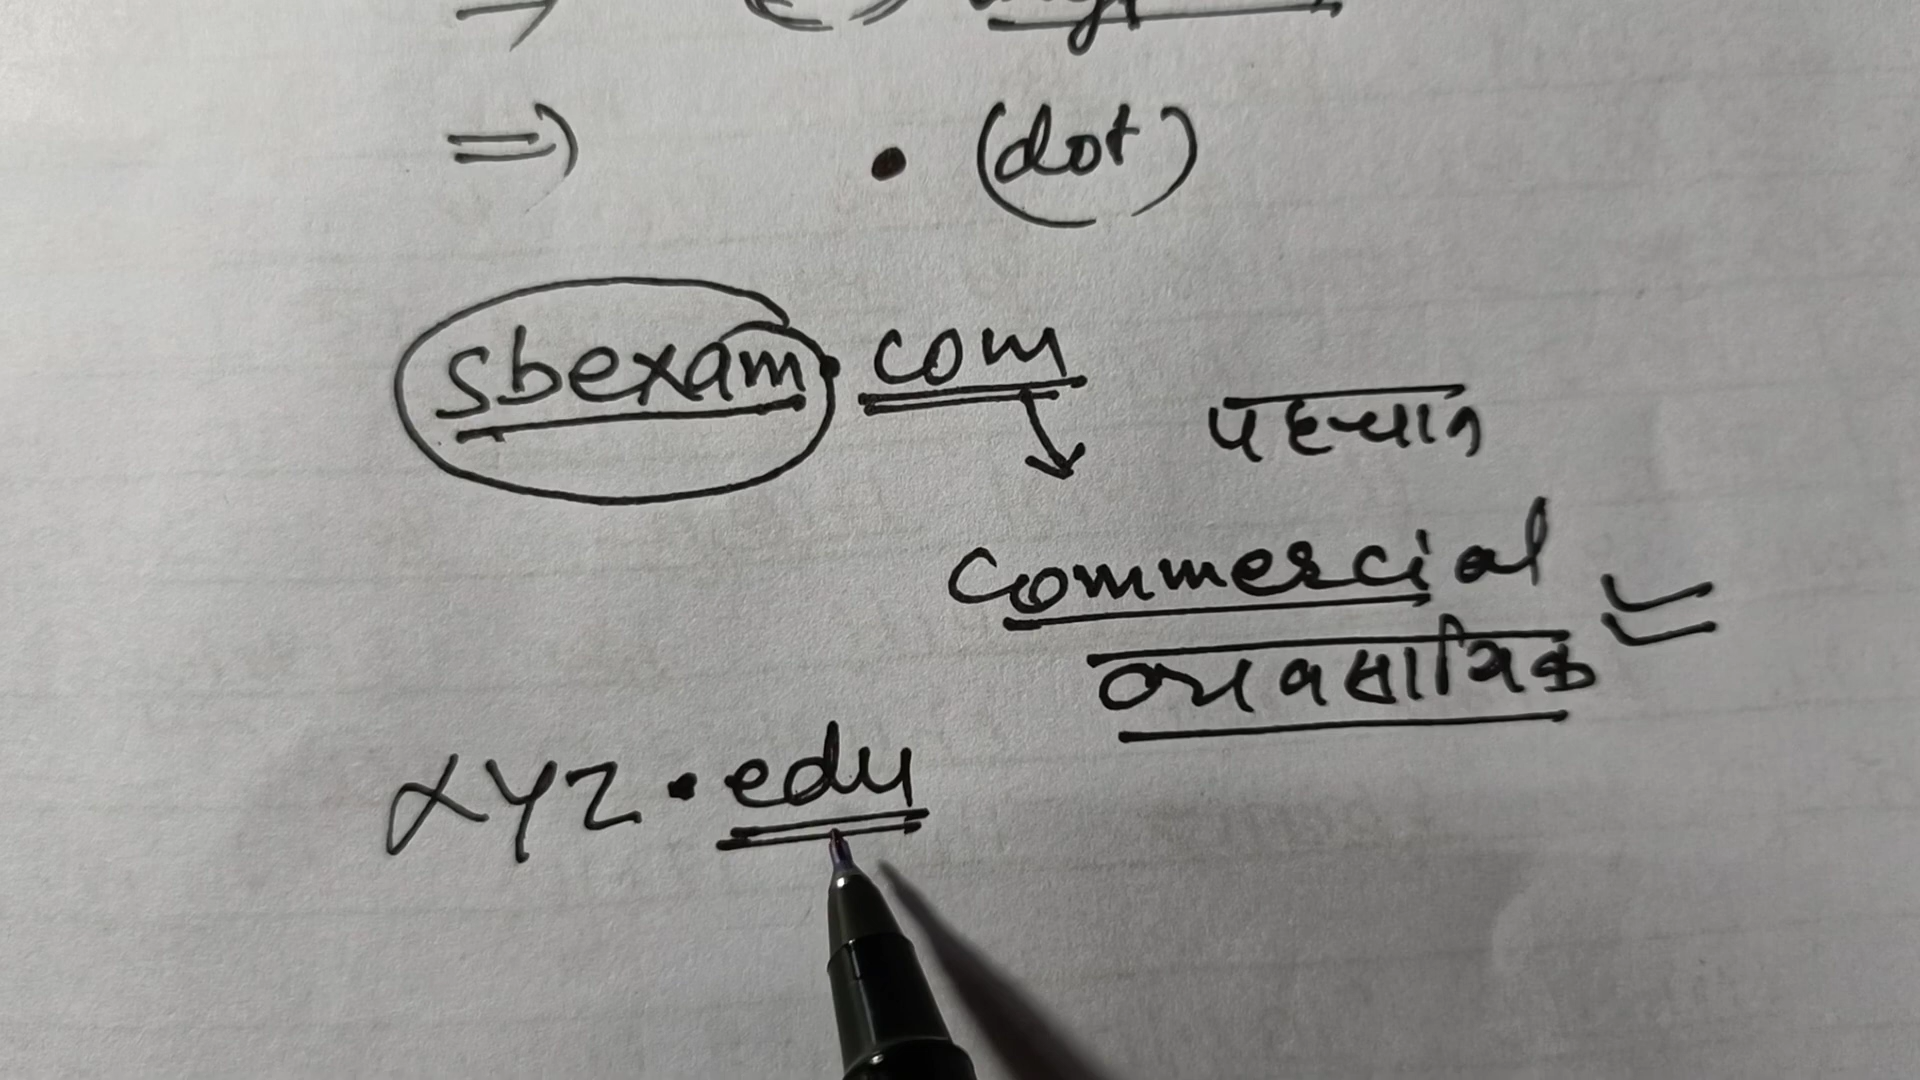 => • (dot)
sbexam.com
पहचान
Commercial
व्यवसायिक
XYZ.edu